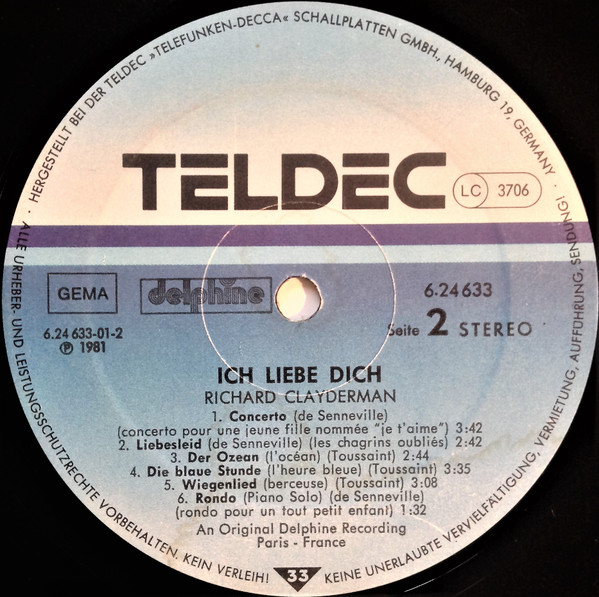 · HERGESTELLT BEI DER TELDEC »TELEFUNKEN-DECCA« SCHALLPLATTEN GMBH., HAMBURG 19, GERMANY ·
TELDEC
LC 3706
GEMA
delphine
6.24633
6.24 633-01-2
℗ 1981
Seite 2 STEREO
ICH LIEBE DICH
RICHARD CLAYDERMAN
1. Concerto (de Senneville)
(concerto pour une jeune fille nommée "je t'aime") 3:42
2. Liebesleid (de Senneville) (les chagrins oubliés) 2:42
3. Der Ozean (l'océan) (Toussaint) 2:44
4. Die blaue Stunde (l'heure bleue) (Toussaint) 3:35
5. Wiegenlied (berceuse) (Toussaint) 3:08
6. Rondo (Piano Solo) (de Senneville)
(rondo pour un tout petit enfant) 1:32
An Original Delphine Recording
Paris - France
33
ALLE URHEBER- UND LEISTUNGSSCHUTZRECHTE VORBEHALTEN. KEIN VERLEIH! KEINE UNERLAUBTE VERVIELFÄLTIGUNG, VERMIETUNG, AUFFÜHRUNG, SENDUNG!